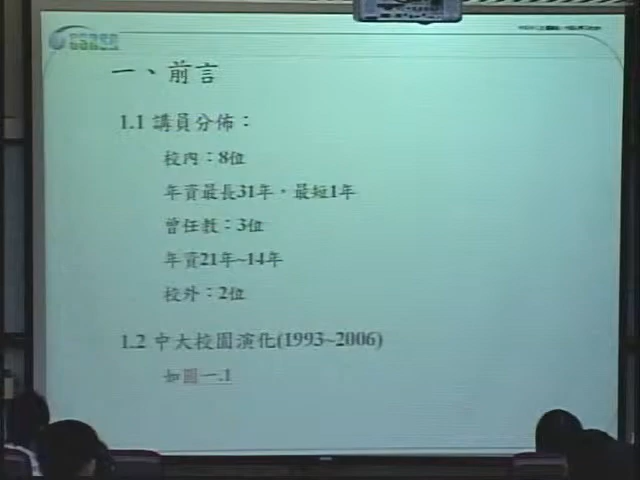 一、前言
1.1 講員分佈：
校內：8位
年資最長31年，最短1年
曾任教：3位
年資21年~14年
校外：2位
1.2 中大校園演化(1993~2006)
如圖一.1